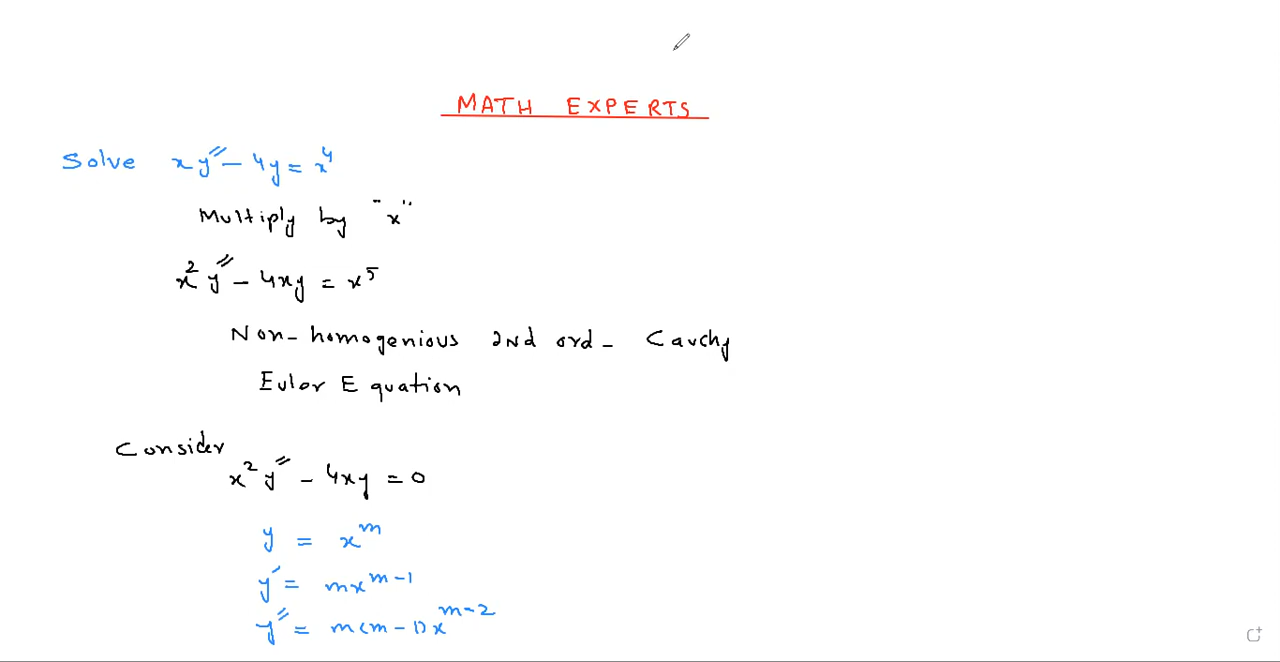 MATH EXPERTS
Solve xy″ - 4y = x⁴
Multiply by "x"
x²y″ - 4xy = x⁵
Non-homogenious 2nd ord- Cauchy
Eulor Equation
Consider
x²y″ - 4xy = 0
y = x^m
y′ = mx^{m-1}
y″ = m(m-1)x^{m-2}